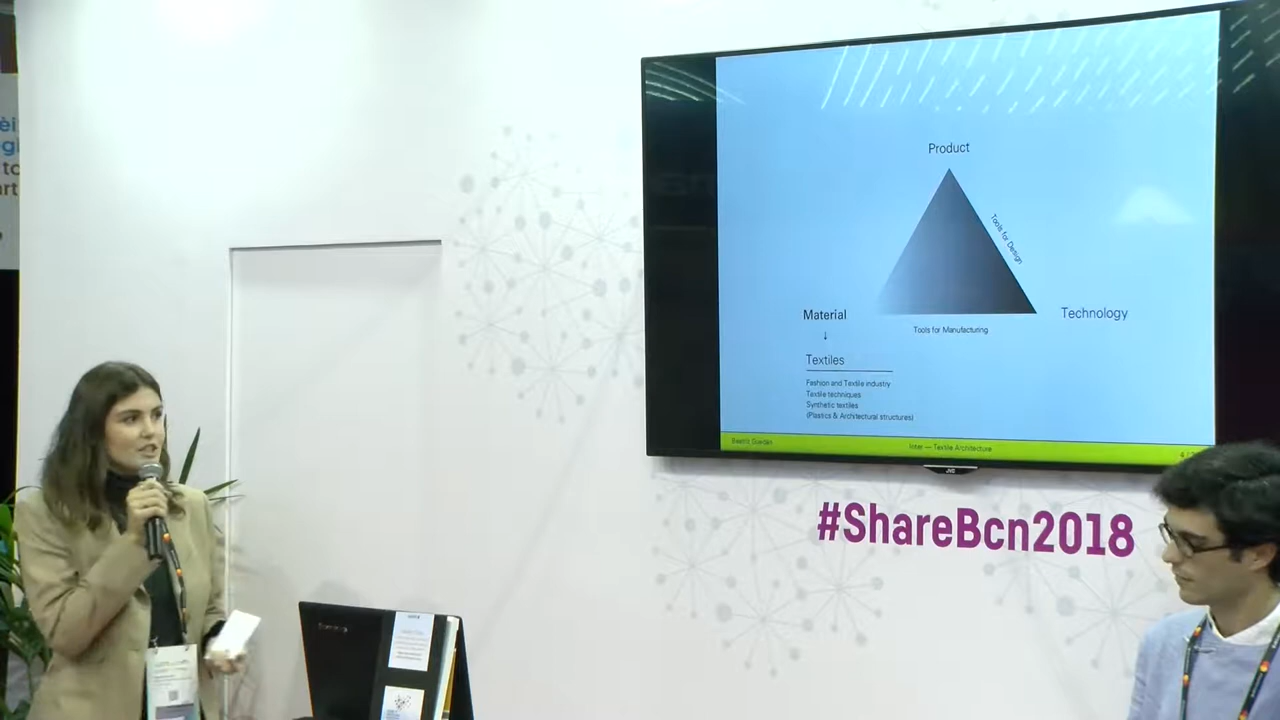 Product
Tools for Design
Material
Technology
Tools for Manufacturing
↓
Textiles
Fashion and Textile industry
Textile techniques
Synthetic textiles
(Plastics & Architectural structures)
Inter — Textile Architecture
JVC
#ShareBcn2018